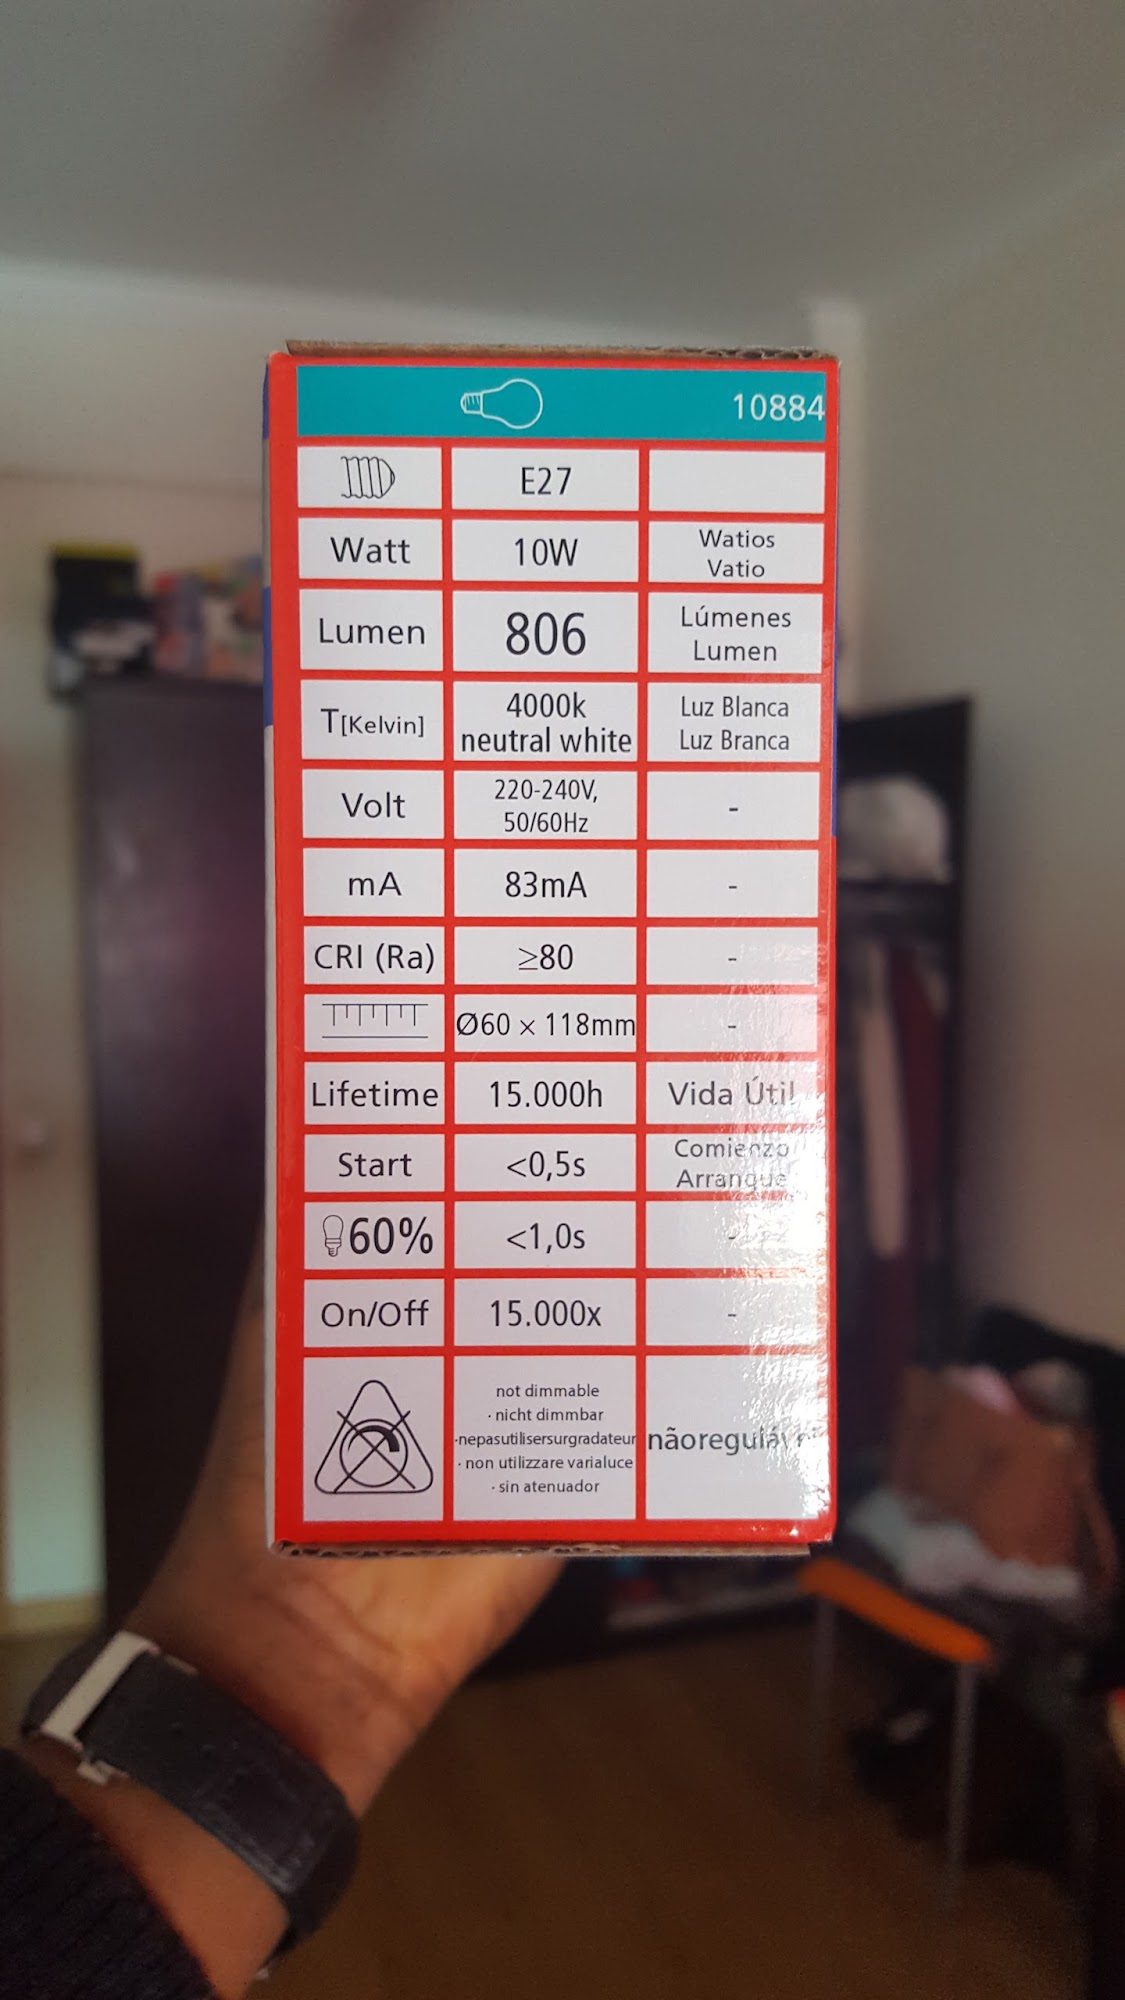 10884
E27
Watt 10W Watios
Vatio
Lumen 806 Lúmenes
Lumen
T[Kelvin] 4000k
neutral white Luz Blanca
Luz Branca
Volt 220-240V,
50/60Hz -
mA 83mA -
CRI (Ra) ≥80 -
Ø60 × 118mm -
Lifetime 15.000h Vida Útil
Start <0,5s Comienzo
Arranque
60% <1,0s -
On/Off 15.000x -
not dimmable
· nicht dimmbar
·nepasutilisersurgradateur
· non utilizzare varialuce
· sin atenuador